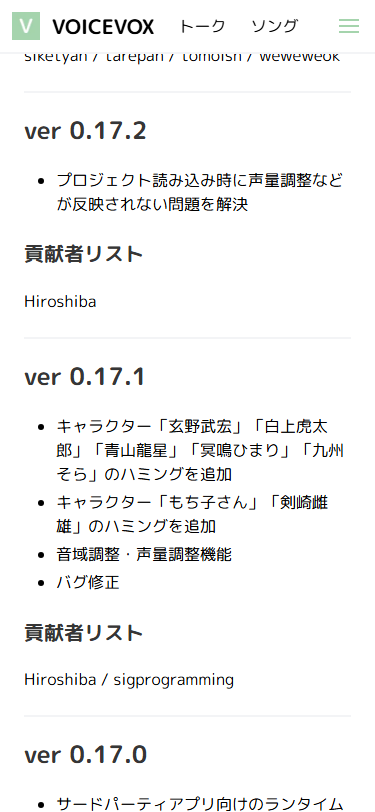 V VOICEVOX トーク ソング
siketyan / tarepan / tomoish / weweweok
ver 0.17.2
• プロジェクト読み込み時に声量調整など
が反映されない問題を解決
貢献者リスト
Hiroshiba
ver 0.17.1
• キャラクター「玄野武宏」「白上虎太
郎」「青山龍星」「冥鳴ひまり」「九州
そら」のハミングを追加
• キャラクター「もち子さん」「剣崎雌
雄」のハミングを追加
• 音域調整・声量調整機能
• バグ修正
貢献者リスト
Hiroshiba / sigprogramming
ver 0.17.0
• サードパーティアプリ向けのランタイム